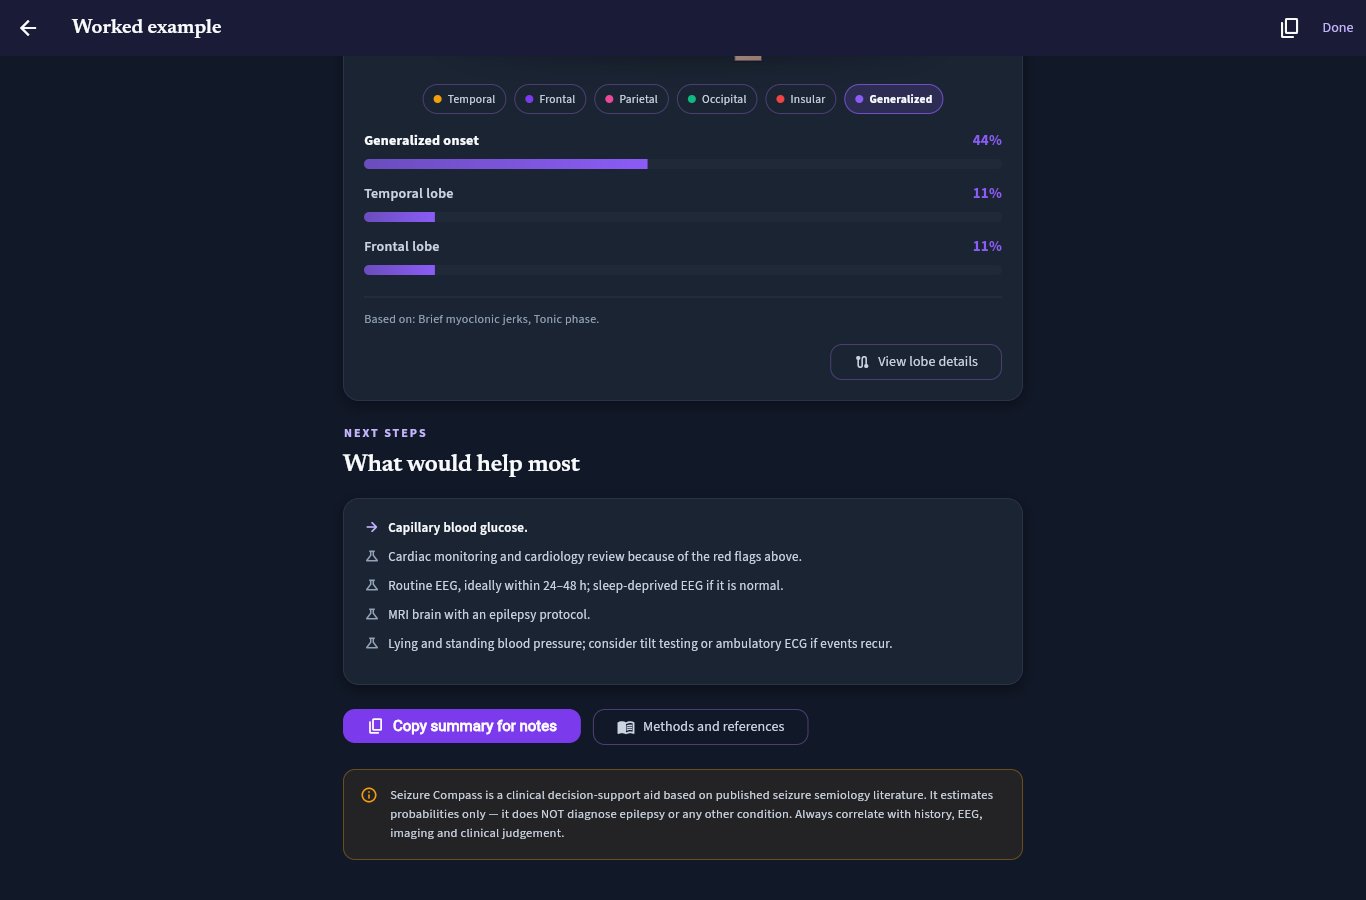 Worked example
Done
Temporal
Frontal
Parietal
Occipital
Insular
Generalized
Generalized onset
44%
Temporal lobe
11%
Frontal lobe
11%
Based on: Brief myoclonic jerks, Tonic phase.
View lobe details
NEXT STEPS
What would help most
Capillary blood glucose.
Cardiac monitoring and cardiology review because of the red flags above.
Routine EEG, ideally within 24–48 h; sleep-deprived EEG if it is normal.
MRI brain with an epilepsy protocol.
Lying and standing blood pressure; consider tilt testing or ambulatory ECG if events recur.
Copy summary for notes
Methods and references
Seizure Compass is a clinical decision-support aid based on published seizure semiology literature. It estimates
probabilities only — it does NOT diagnose epilepsy or any other condition. Always correlate with history, EEG,
imaging and clinical judgement.